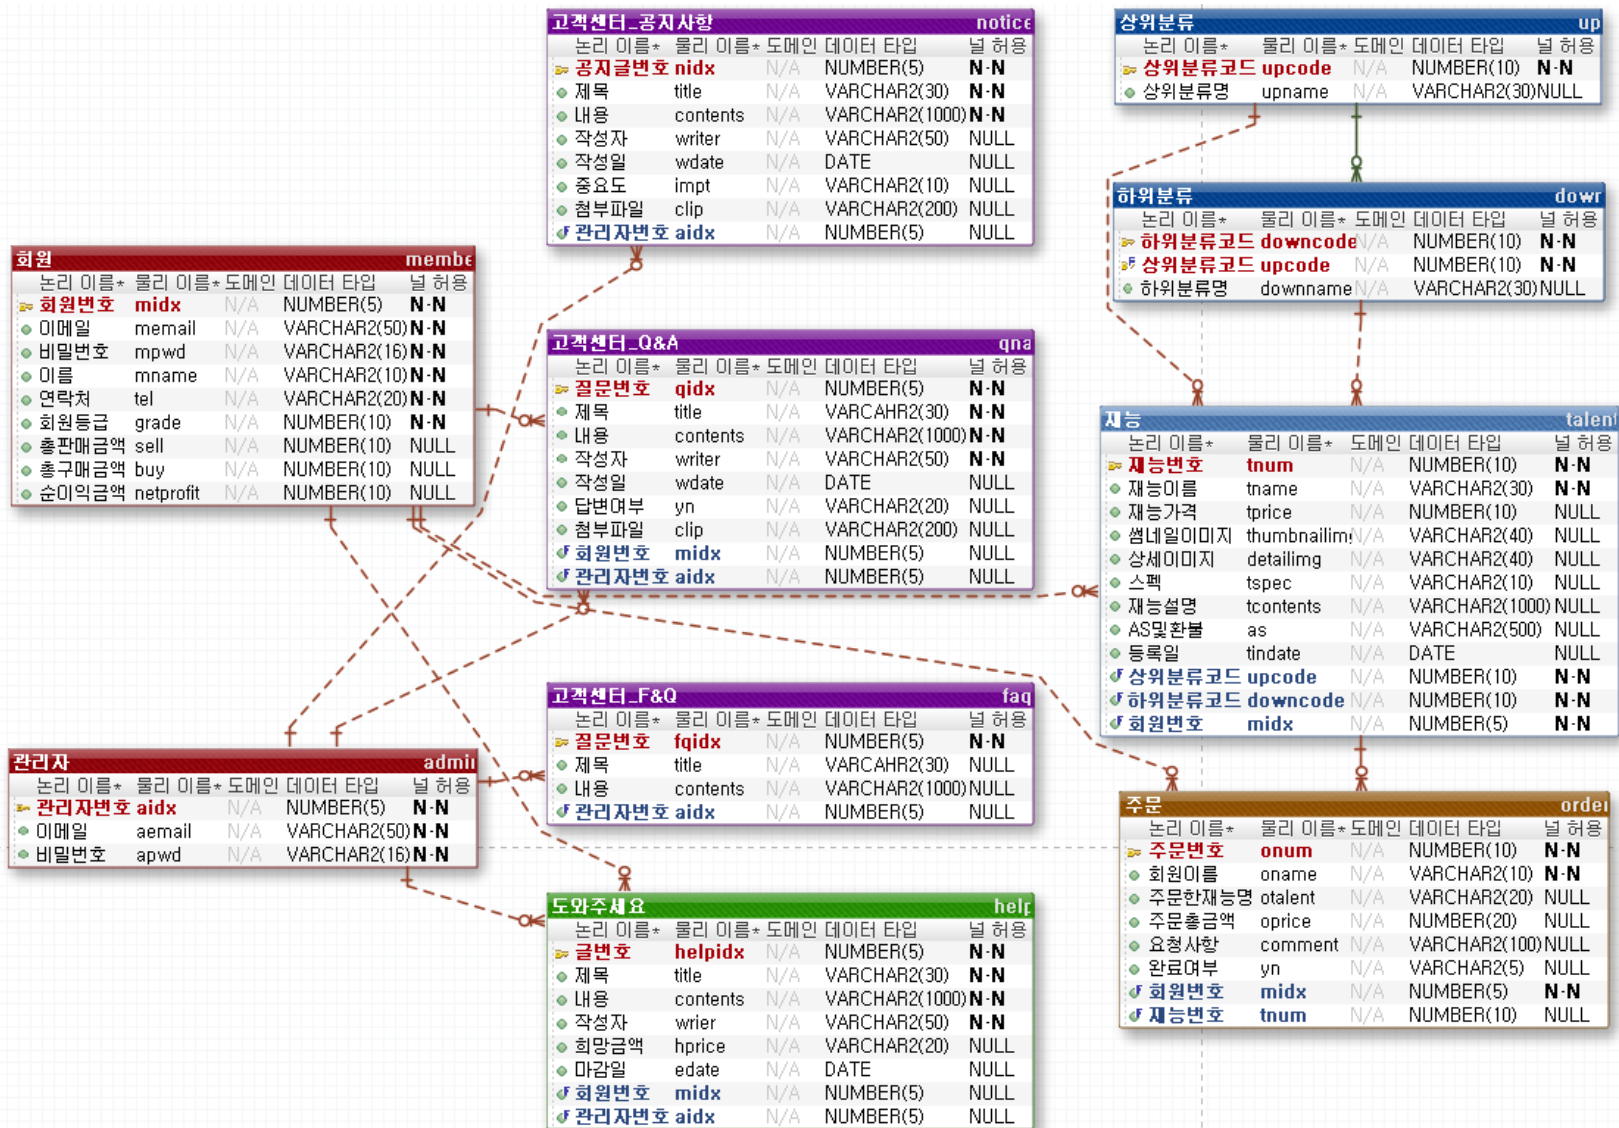 고객센터_공지사항 notice
논리 이름* 물리 이름* 도메인 데이터 타입 널 허용
공지글번호 nidx N/A NUMBER(5) N-N
제목 title N/A VARCHAR2(30) N-N
내용 contents N/A VARCHAR2(1000) N-N
작성자 writer N/A VARCHAR2(50) NULL
작성일 wdate N/A DATE NULL
중요도 impt N/A VARCHAR2(10) NULL
첨부파일 clip N/A VARCHAR2(200) NULL
관리자번호 aidx N/A NUMBER(5) NULL
상위분류 up
논리 이름* 물리 이름* 도메인 데이터 타입 널 허용
상위분류코드 upcode N/A NUMBER(10) N-N
상위분류명 upname N/A VARCHAR2(30) NULL
하위분류 dowr
논리 이름* 물리 이름* 도메인 데이터 타입 널 허용
하위분류코드 downcode N/A NUMBER(10) N-N
상위분류코드 upcode N/A NUMBER(10) N-N
하위분류명 downname N/A VARCHAR2(30) NULL
회원 membe
논리 이름* 물리 이름* 도메인 데이터 타입 널 허용
회원번호 midx N/A NUMBER(5) N-N
이메일 memail N/A VARCHAR2(50) N-N
비밀번호 mpwd N/A VARCHAR2(16) N-N
이름 mname N/A VARCHAR2(10) N-N
연락처 tel N/A VARCHAR2(20) N-N
회원등급 grade N/A NUMBER(10) N-N
총판매금액 sell N/A NUMBER(10) NULL
총구매금액 buy N/A NUMBER(10) NULL
순이익금액 netprofit N/A NUMBER(10) NULL
고객센터_Q&A qna
논리 이름* 물리 이름* 도메인 데이터 타입 널 허용
질문번호 qidx N/A NUMBER(5) N-N
제목 title N/A VARCAHR2(30) N-N
내용 contents N/A VARCHAR2(1000) N-N
작성자 writer N/A VARCHAR2(50) N-N
작성일 wdate N/A DATE NULL
답변여부 yn N/A VARCHAR2(20) NULL
첨부파일 clip N/A VARCHAR2(200) NULL
회원번호 midx N/A NUMBER(5) NULL
관리자번호 aidx N/A NUMBER(5) NULL
재능 talent
논리 이름* 물리 이름* 도메인 데이터 타입 널 허용
재능번호 tnum N/A NUMBER(10) N-N
재능이름 tname N/A VARCHAR2(30) N-N
재능가격 tprice N/A NUMBER(10) NULL
썸네일이미지 thumbnailim N/A VARCHAR2(40) NULL
상세이미지 detailimg N/A VARCHAR2(40) NULL
스펙 tspec N/A VARCHAR2(10) NULL
재능설명 tcontents N/A VARCHAR2(1000) NULL
AS및환불 as N/A VARCHAR2(500) NULL
등록일 tindate N/A DATE NULL
상위분류코드 upcode N/A NUMBER(10) N-N
하위분류코드 downcode N/A NUMBER(10) N-N
회원번호 midx N/A NUMBER(5) N-N
고객센터_F&Q faq
논리 이름* 물리 이름* 도메인 데이터 타입 널 허용
질문번호 fqidx N/A NUMBER(5) N-N
제목 title N/A VARCAHR2(30) NULL
내용 contents N/A VARCHAR2(1000) NULL
관리자번호 aidx N/A NUMBER(5) NULL
관리자 admii
논리 이름* 물리 이름* 도메인 데이터 타입 널 허용
관리자번호 aidx N/A NUMBER(5) N-N
이메일 aemail N/A VARCHAR2(50) N-N
비밀번호 apwd N/A VARCHAR2(16) N-N
주문 order
논리 이름* 물리 이름* 도메인 데이터 타입 널 허용
주문번호 onum N/A NUMBER(10) N-N
회원이름 oname N/A VARCHAR2(10) N-N
주문한재능명 otalent N/A VARCHAR2(20) NULL
주문총금액 oprice N/A NUMBER(20) NULL
요청사항 comment N/A VARCHAR2(100) NULL
완료여부 yn N/A VARCHAR2(5) NULL
회원번호 midx N/A NUMBER(5) N-N
재능번호 tnum N/A NUMBER(10) NULL
도와주세요 help
논리 이름* 물리 이름* 도메인 데이터 타입 널 허용
글번호 helpidx N/A NUMBER(5) N-N
제목 title N/A VARCHAR2(30) N-N
내용 contents N/A VARCHAR2(1000) N-N
작성자 wrier N/A VARCHAR2(50) N-N
희망금액 hprice N/A VARCHAR2(20) NULL
마감일 edate N/A DATE NULL
회원번호 midx N/A NUMBER(5) NULL
관리자번호 aidx N/A NUMBER(5) NULL